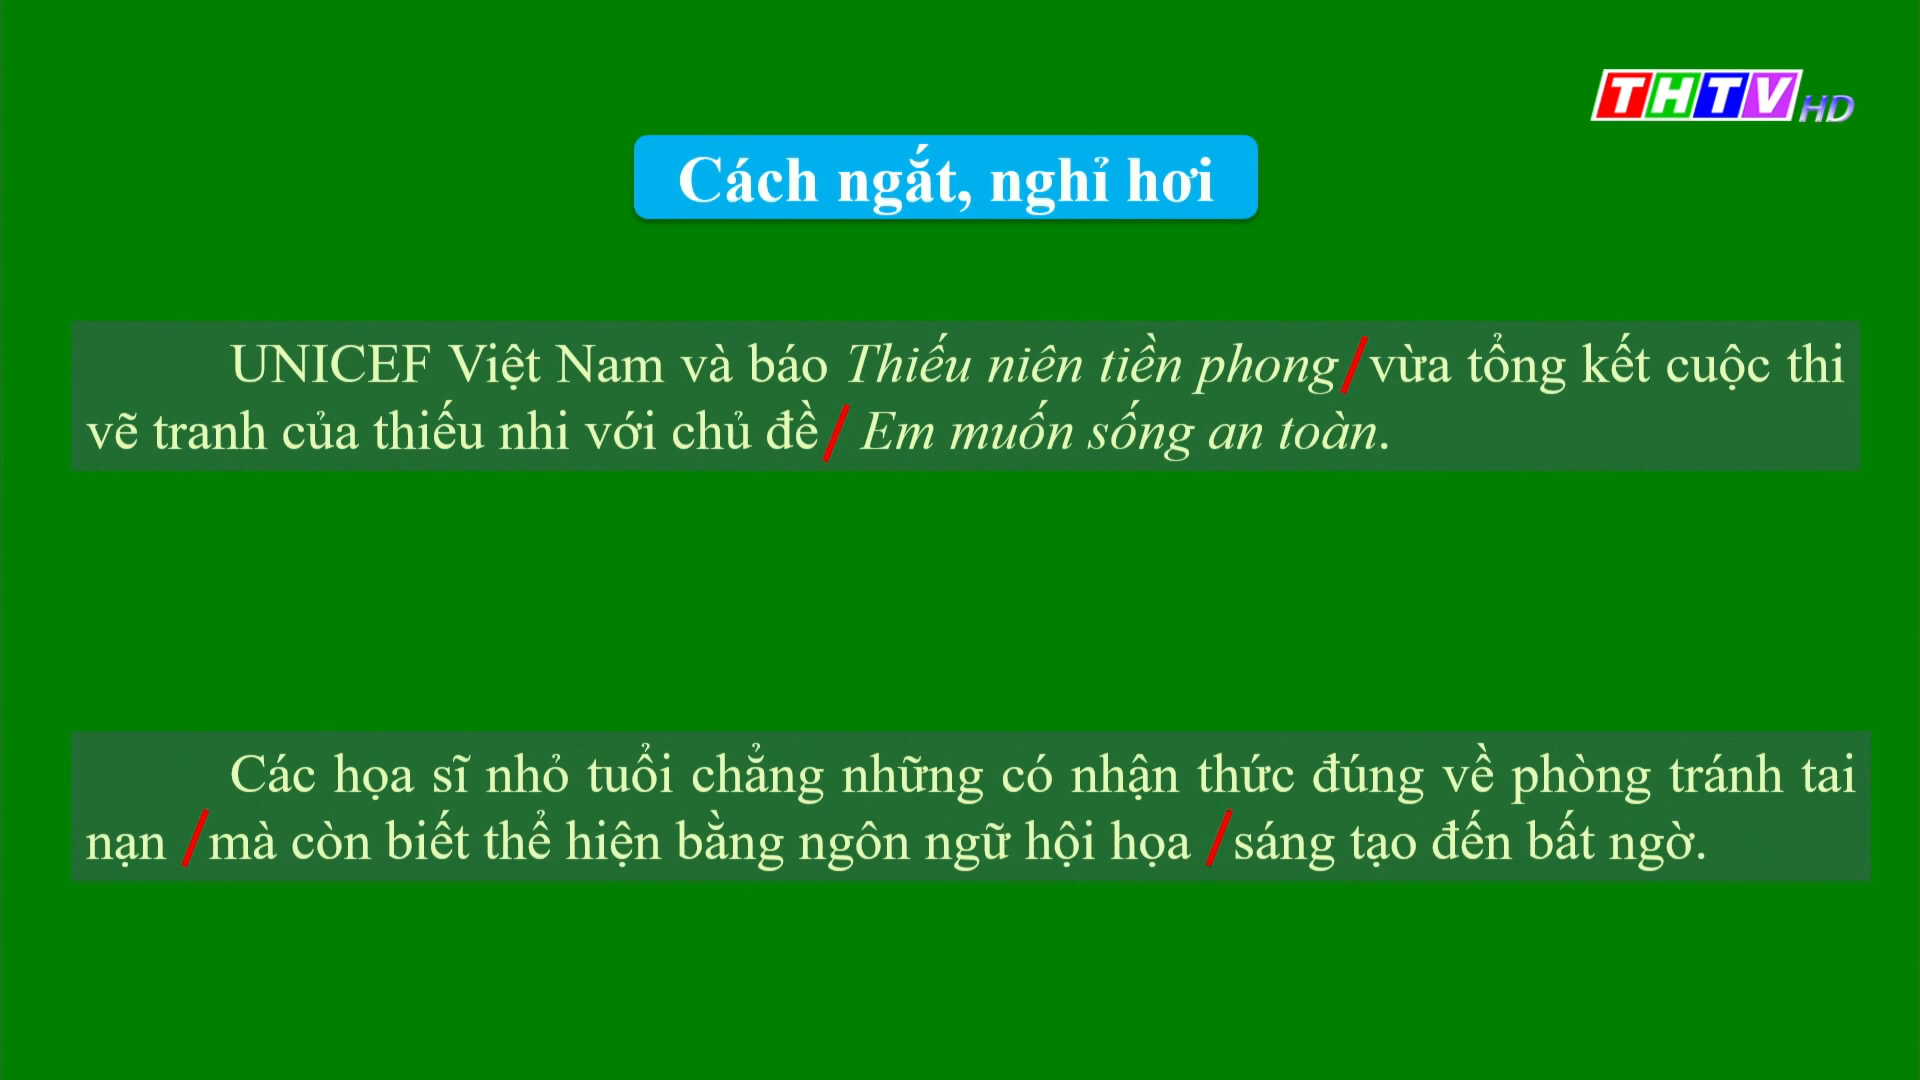 THTV HD
Cách ngắt, nghỉ hơi
UNICEF Việt Nam và báo Thiếu niên tiền phong/vừa tổng kết cuộc thi
vẽ tranh của thiếu nhi với chủ đề/ Em muốn sống an toàn.
Các họa sĩ nhỏ tuổi chẳng những có nhận thức đúng về phòng tránh tai
nạn /mà còn biết thể hiện bằng ngôn ngữ hội họa /sáng tạo đến bất ngờ.